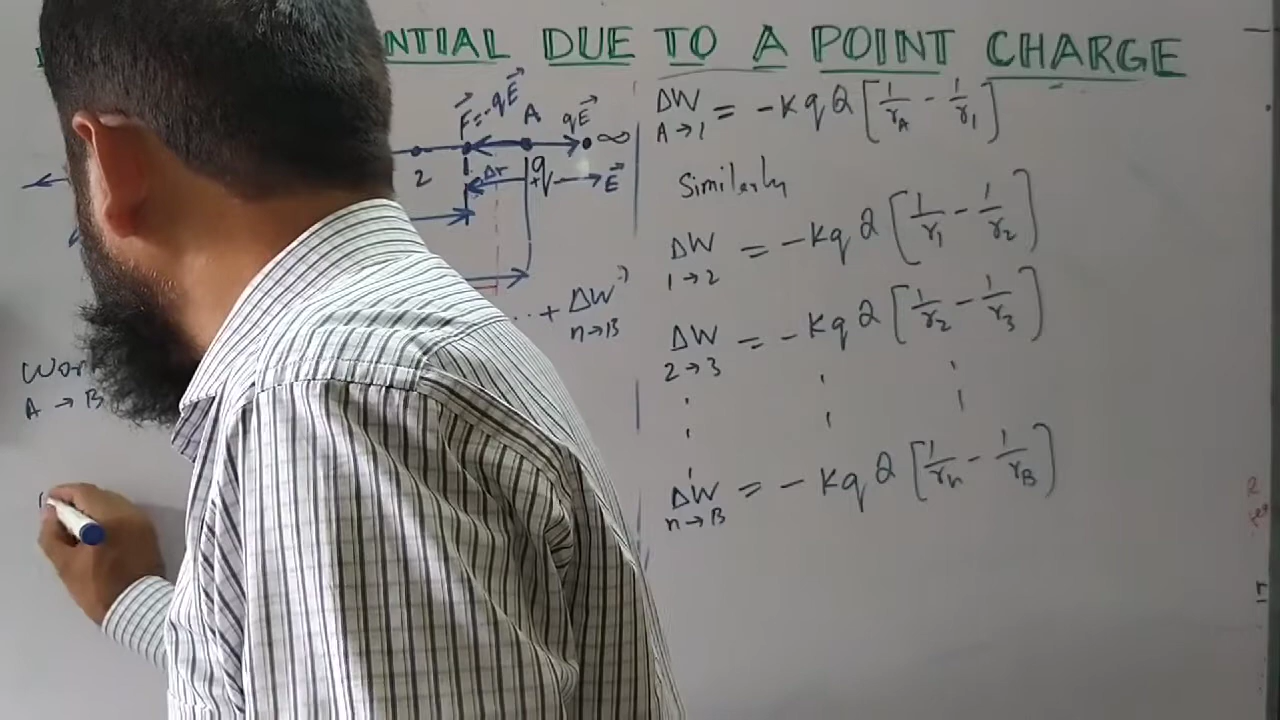 NTIAL DUE TO A POINT CHARGE
F⃗=-qE⃗ A qE⃗ ∞
2 1 Δr +q E⃗
... + ΔW
n→B
Wor
A → B
ΔW = -KqQ[1/rA - 1/r1]
A→1
Similarly
ΔW = -KqQ[1/r1 - 1/r2]
1→2
ΔW = -KqQ[1/r2 - 1/r3]
2→3
ΔW = -KqQ[1/rn - 1/rB]
n→B